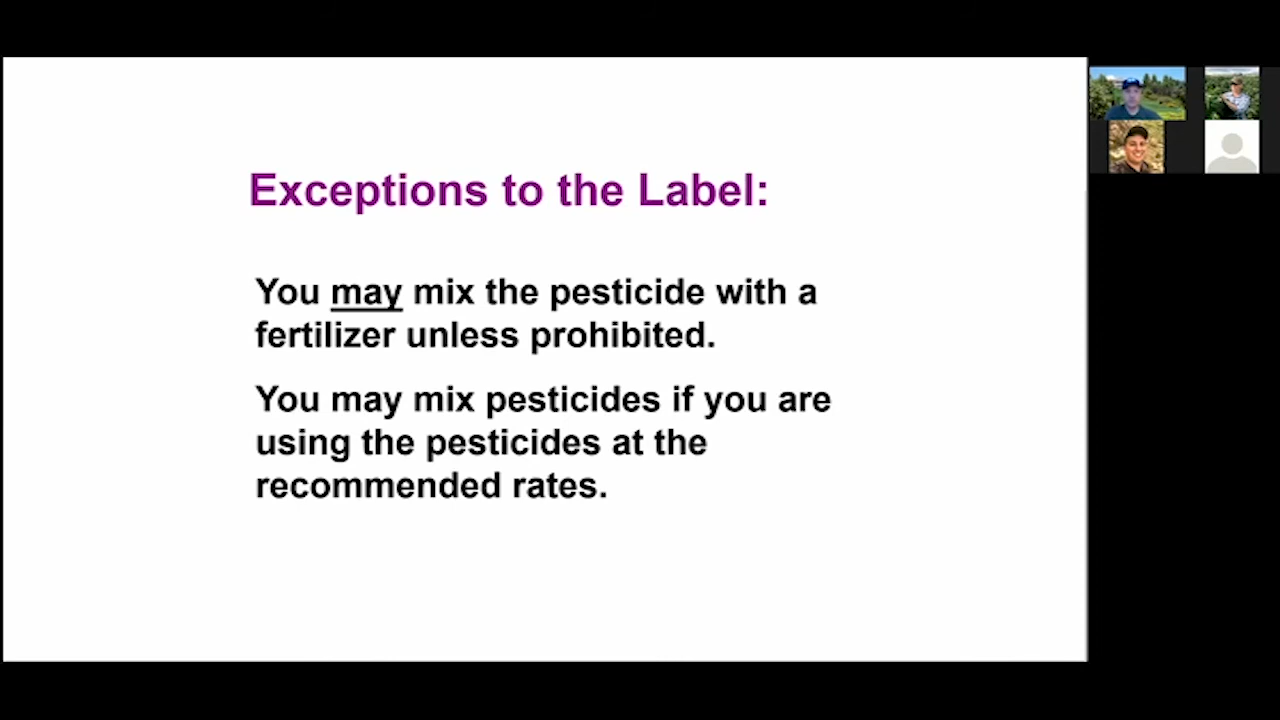 Exceptions to the Label:
You may mix the pesticide with a
fertilizer unless prohibited.
You may mix pesticides if you are
using the pesticides at the
recommended rates.